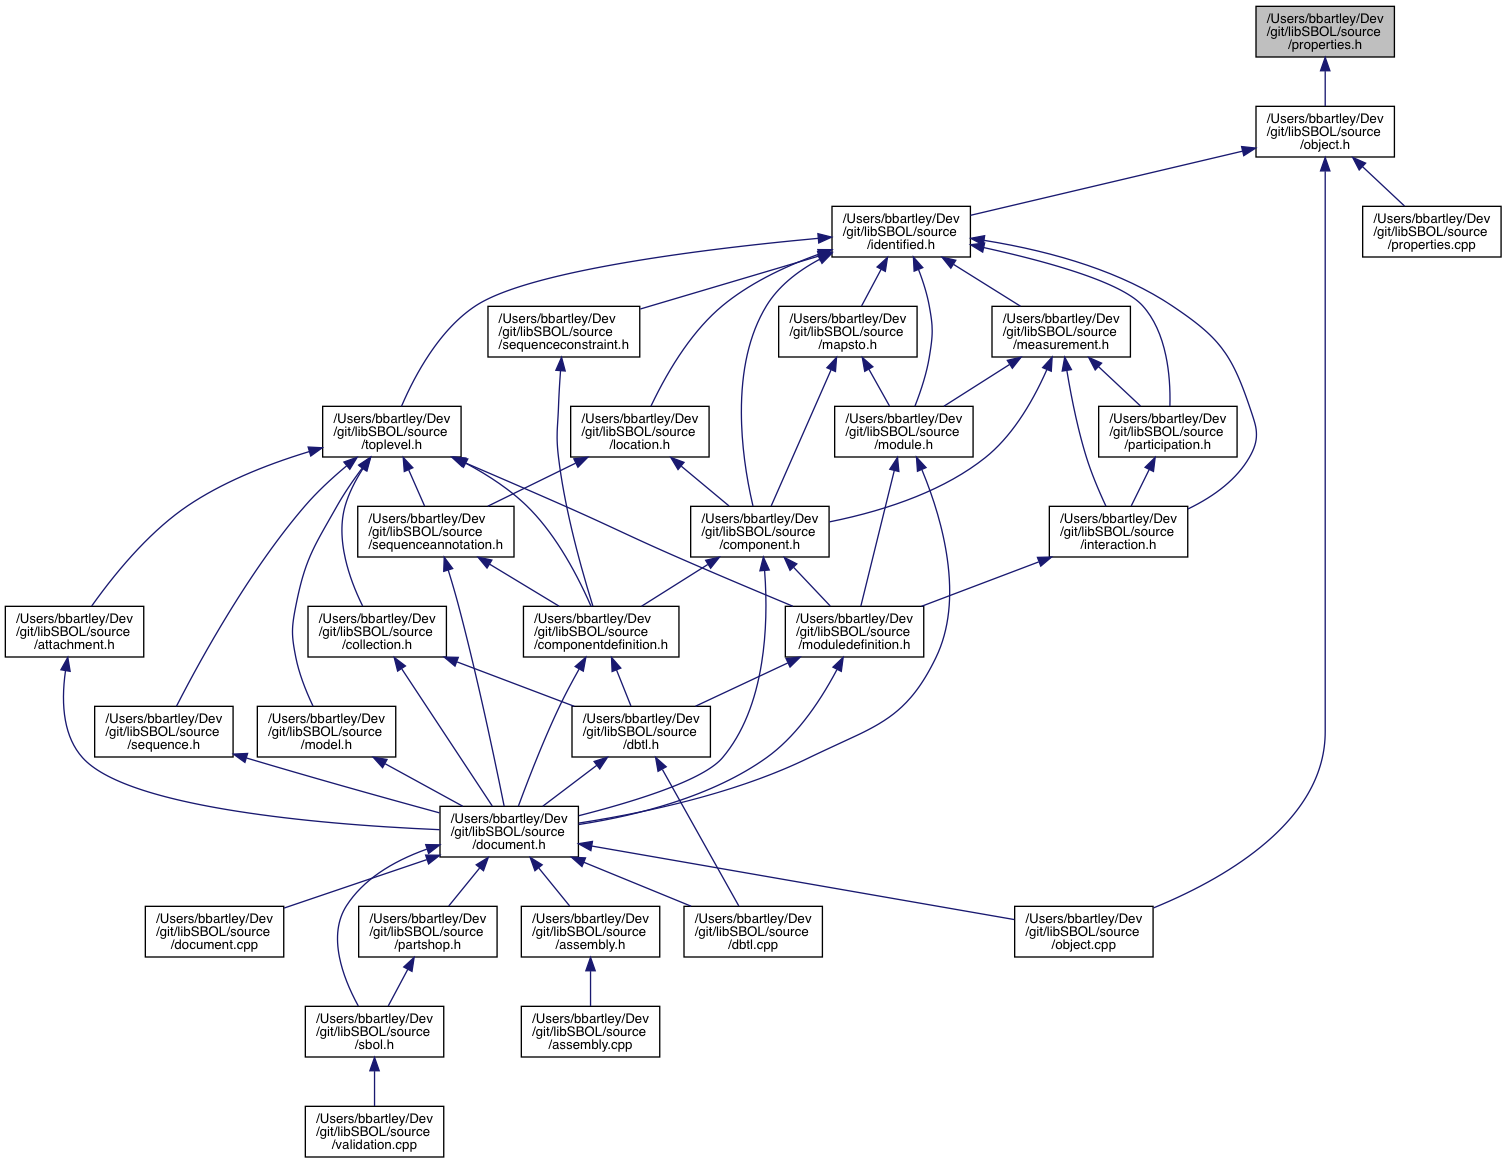 /Users/bbartley/Dev
/git/libSBOL/source
/properties.h
/Users/bbartley/Dev
/git/libSBOL/source
/object.h
/Users/bbartley/Dev
/git/libSBOL/source
/identified.h
/Users/bbartley/Dev
/git/libSBOL/source
/properties.cpp
/Users/bbartley/Dev
/git/libSBOL/source
/sequenceconstraint.h
/Users/bbartley/Dev
/git/libSBOL/source
/mapsto.h
/Users/bbartley/Dev
/git/libSBOL/source
/measurement.h
/Users/bbartley/Dev
/git/libSBOL/source
/toplevel.h
/Users/bbartley/Dev
/git/libSBOL/source
/location.h
/Users/bbartley/Dev
/git/libSBOL/source
/module.h
/Users/bbartley/Dev
/git/libSBOL/source
/participation.h
/Users/bbartley/Dev
/git/libSBOL/source
/sequenceannotation.h
/Users/bbartley/Dev
/git/libSBOL/source
/component.h
/Users/bbartley/Dev
/git/libSBOL/source
/interaction.h
/Users/bbartley/Dev
/git/libSBOL/source
/attachment.h
/Users/bbartley/Dev
/git/libSBOL/source
/collection.h
/Users/bbartley/Dev
/git/libSBOL/source
/componentdefinition.h
/Users/bbartley/Dev
/git/libSBOL/source
/moduledefinition.h
/Users/bbartley/Dev
/git/libSBOL/source
/sequence.h
/Users/bbartley/Dev
/git/libSBOL/source
/model.h
/Users/bbartley/Dev
/git/libSBOL/source
/dbtl.h
/Users/bbartley/Dev
/git/libSBOL/source
/document.h
/Users/bbartley/Dev
/git/libSBOL/source
/document.cpp
/Users/bbartley/Dev
/git/libSBOL/source
/partshop.h
/Users/bbartley/Dev
/git/libSBOL/source
/assembly.h
/Users/bbartley/Dev
/git/libSBOL/source
/dbtl.cpp
/Users/bbartley/Dev
/git/libSBOL/source
/object.cpp
/Users/bbartley/Dev
/git/libSBOL/source
/sbol.h
/Users/bbartley/Dev
/git/libSBOL/source
/assembly.cpp
/Users/bbartley/Dev
/git/libSBOL/source
/validation.cpp